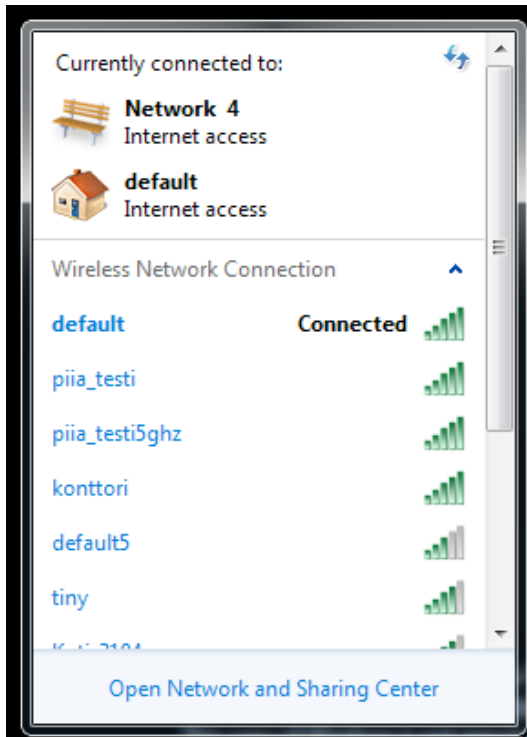 Currently connected to:
Network 4
Internet access
default
Internet access
Wireless Network Connection
default Connected
piia_testi
piia_testi5ghz
konttori
default5
tiny
Open Network and Sharing Center